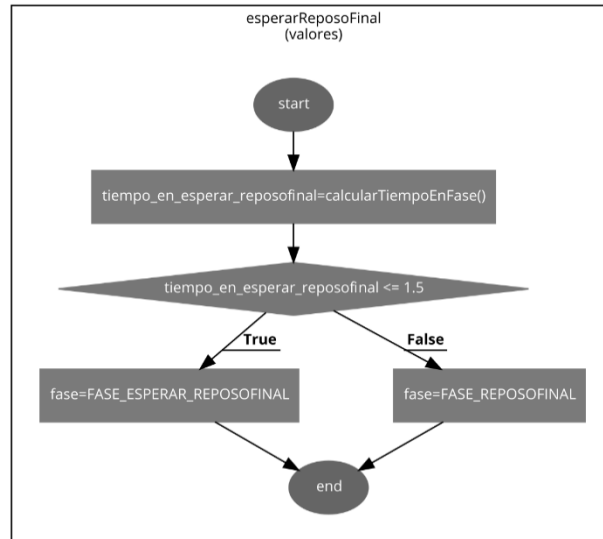 esperarReposoFinal
(valores)
start
tiempo_en_esperar_reposofinal=calcularTiempoEnFase()
tiempo_en_esperar_reposofinal <= 1.5
True
False
fase=FASE_ESPERAR_REPOSOFINAL
fase=FASE_REPOSOFINAL
end